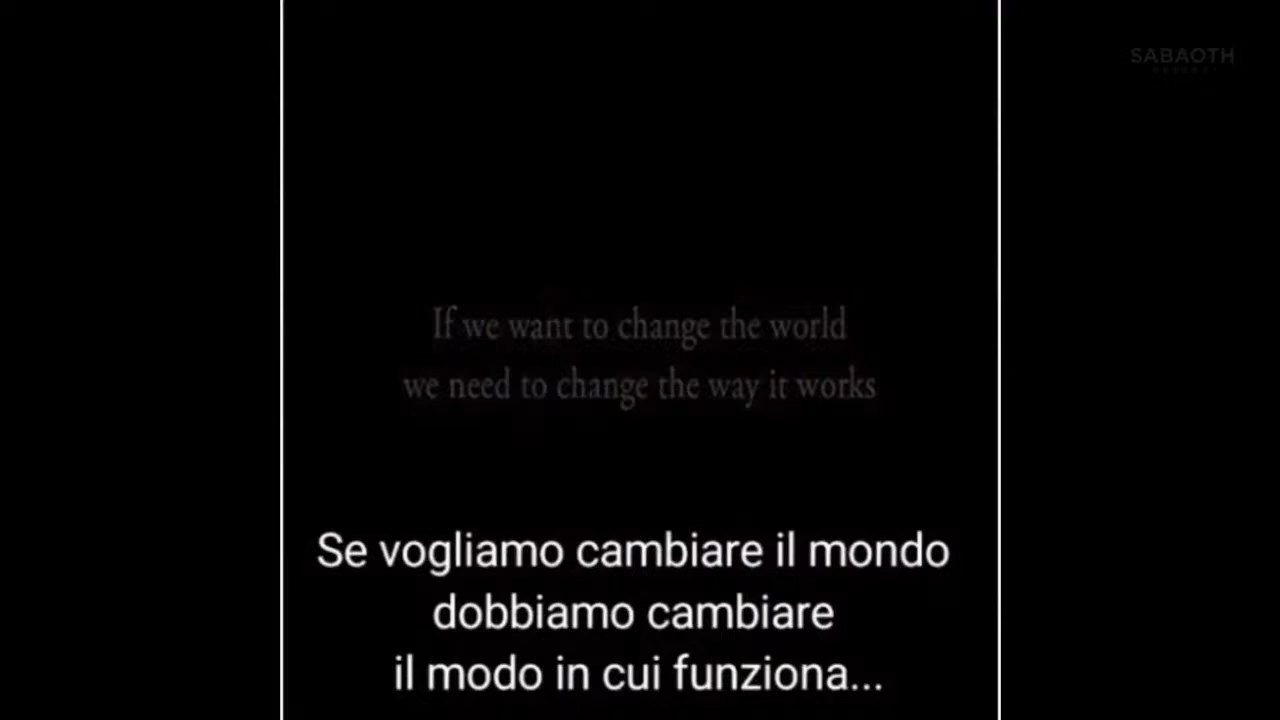 SABAOTH
If we want to change the world
we need to change the way it works
Se vogliamo cambiare il mondo
dobbiamo cambiare
il modo in cui funziona...